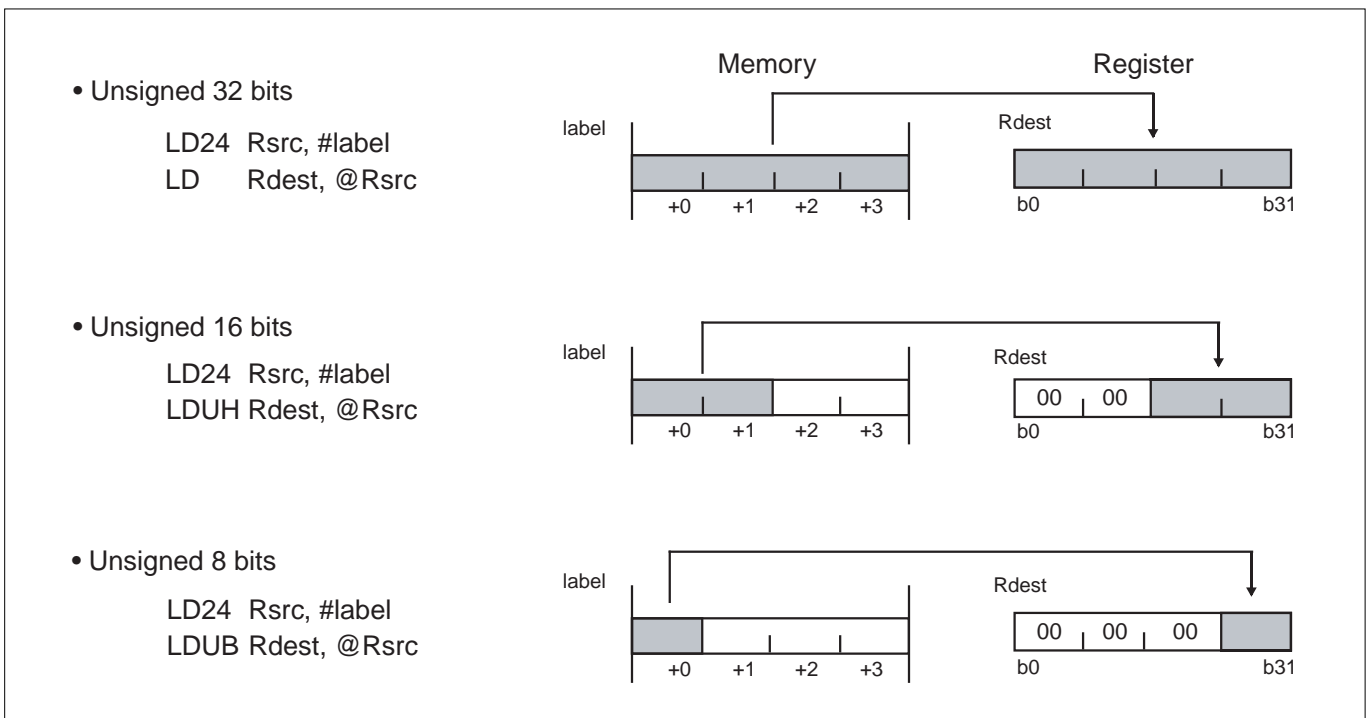 Memory Register
• Unsigned 32 bits
LD24 Rsrc, #label
LD Rdest, @Rsrc
label
+0 +1 +2 +3
Rdest
b0 b31
• Unsigned 16 bits
LD24 Rsrc, #label
LDUH Rdest, @Rsrc
label
+0 +1 +2 +3
Rdest
00 00
b0 b31
• Unsigned 8 bits
LD24 Rsrc, #label
LDUB Rdest, @Rsrc
label
+0 +1 +2 +3
Rdest
00 00 00
b0 b31